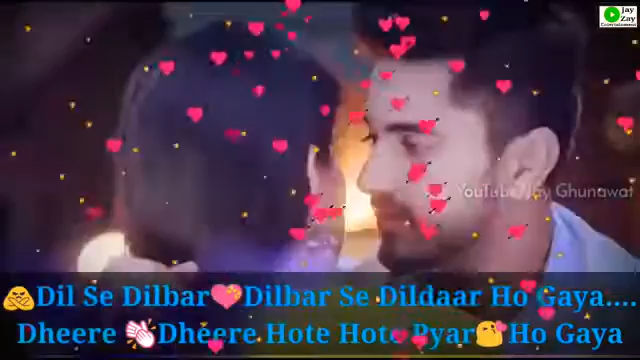 Jay
Zay
Entertainment
YouTube/Jay Ghunawat
🙇Dil Se Dilbar💝Dilbar Se Dildaar Ho Gaya....
Dheere 👏Dheere Hote Hote Pyar😘Ho Gaya